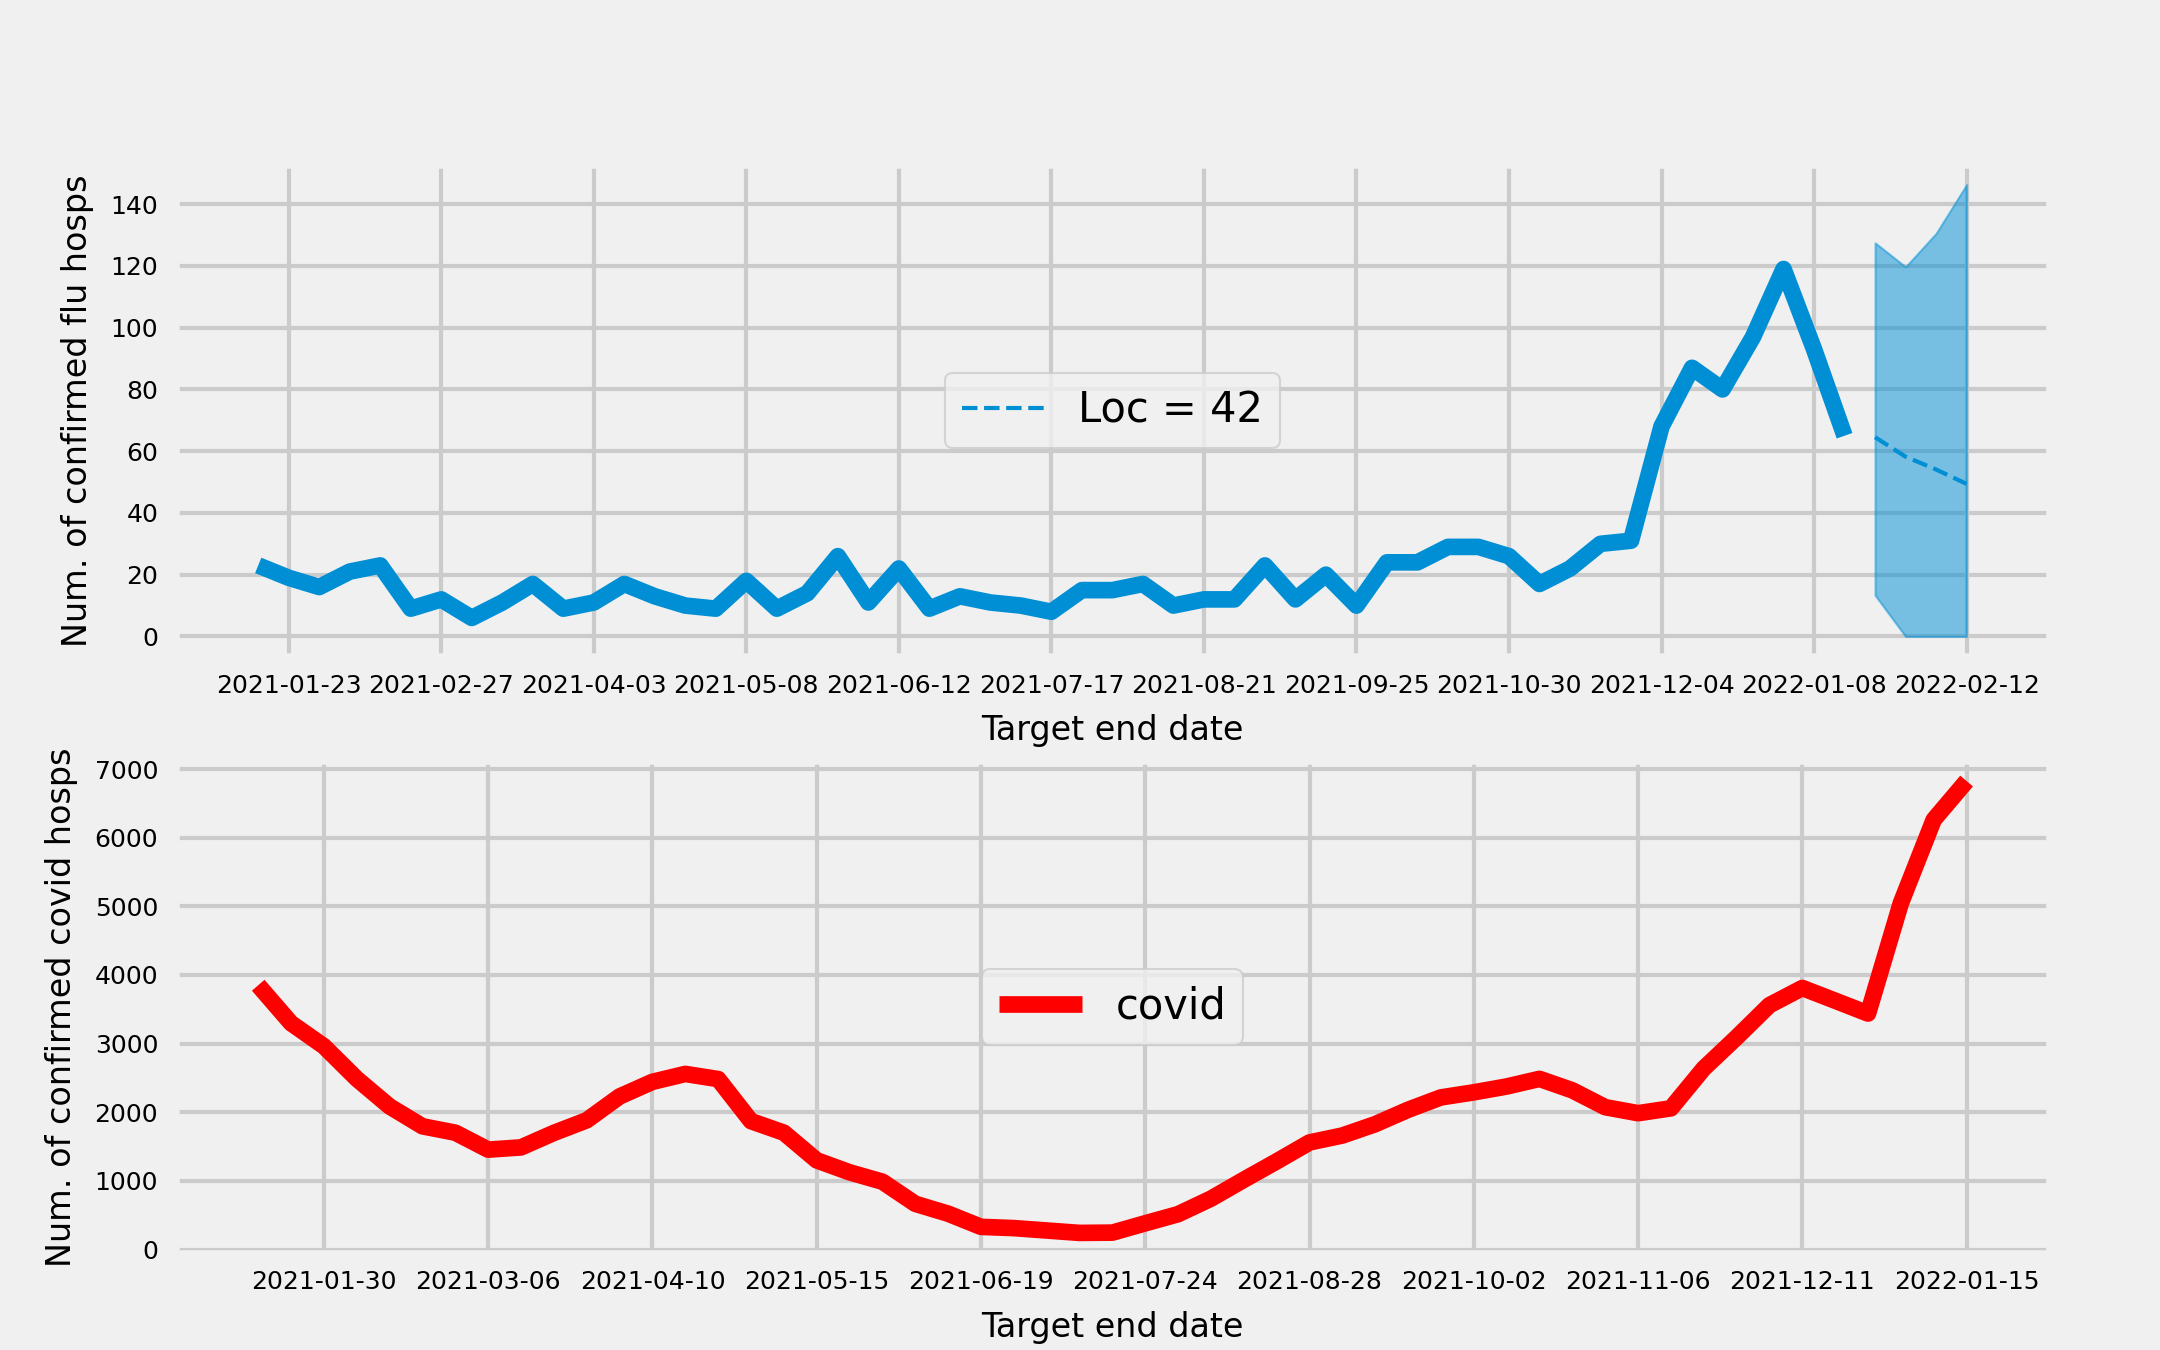 Num. of confirmed flu hosps
140
120
100
80
60
40
20
0
Loc = 42
2021-01-23 2021-02-27 2021-04-03 2021-05-08 2021-06-12 2021-07-17 2021-08-21 2021-09-25 2021-10-30 2021-12-04 2022-01-08 2022-02-12
Target end date
Num. of confirmed covid hosps
7000
6000
5000
4000
3000
2000
1000
0
covid
2021-01-30 2021-03-06 2021-04-10 2021-05-15 2021-06-19 2021-07-24 2021-08-28 2021-10-02 2021-11-06 2021-12-11 2022-01-15
Target end date